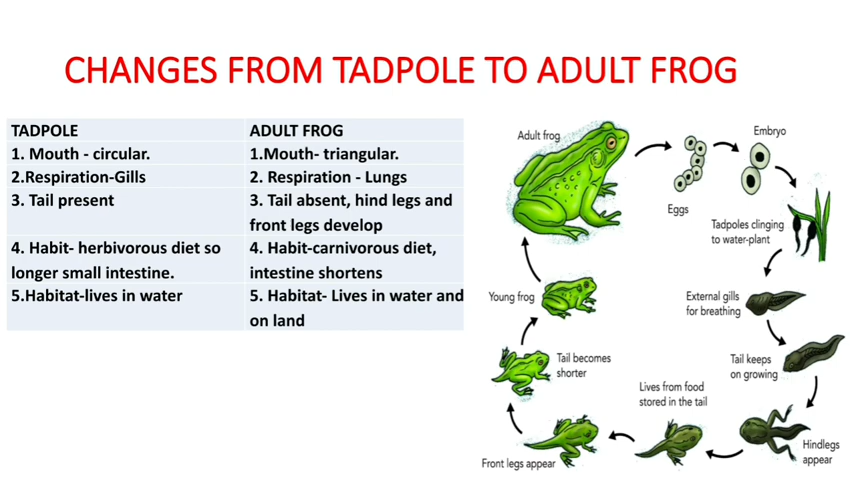 CHANGES FROM TADPOLE TO ADULT FROG
TADPOLE
ADULT FROG
1. Mouth - circular.
1.Mouth- triangular.
2.Respiration-Gills
2. Respiration - Lungs
3. Tail present
3. Tail absent, hind legs and
front legs develop
4. Habit- herbivorous diet so
longer small intestine.
4. Habit-carnivorous diet,
intestine shortens
5.Habitat-lives in water
5. Habitat- Lives in water and
on land
Adult frog
Eggs
Embryo
Tadpoles clinging
to water-plant
External gills
for breathing
Tail keeps
on growing
Hindlegs
appear
Lives from food
stored in the tail
Front legs appear
Tail becomes
shorter
Young frog